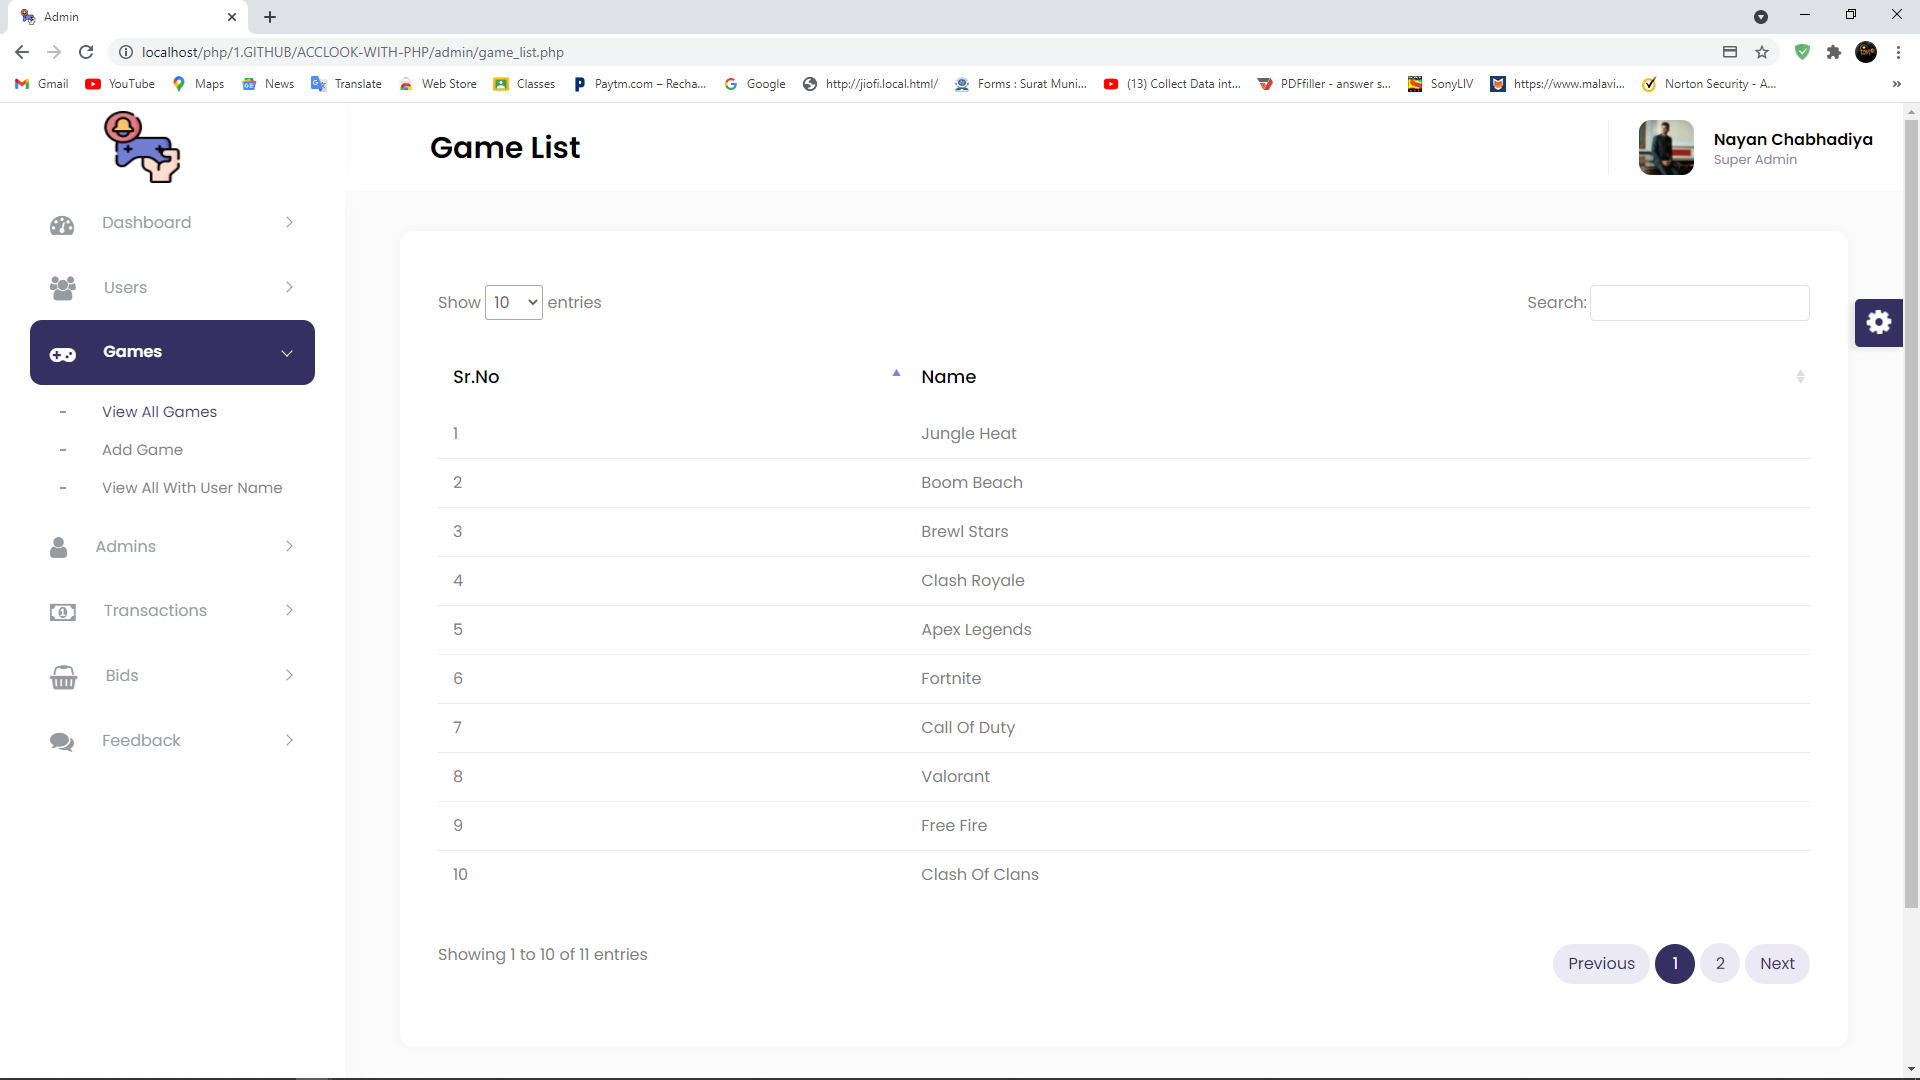 Admin
localhost/php/1.GITHUB/ACCLOOK-WITH-PHP/admin/game_list.php
Gmail YouTube Maps News Translate Web Store Classes Paytm.com – Recha... Google http://jiofi.local.html/ Forms : Surat Muni... (13) Collect Data int... PDFfiller - answer s... SonyLIV https://www.malavi... Norton Security - A... »
Game List
Nayan Chabhadiya
Super Admin
Dashboard
Users
Games
- View All Games
- Add Game
- View All With User Name
Admins
Transactions
Bids
Feedback
Show 10 entries
Search:
Sr.No Name
1 Jungle Heat
2 Boom Beach
3 Brewl Stars
4 Clash Royale
5 Apex Legends
6 Fortnite
7 Call Of Duty
8 Valorant
9 Free Fire
10 Clash Of Clans
Showing 1 to 10 of 11 entries
Previous 1 2 Next